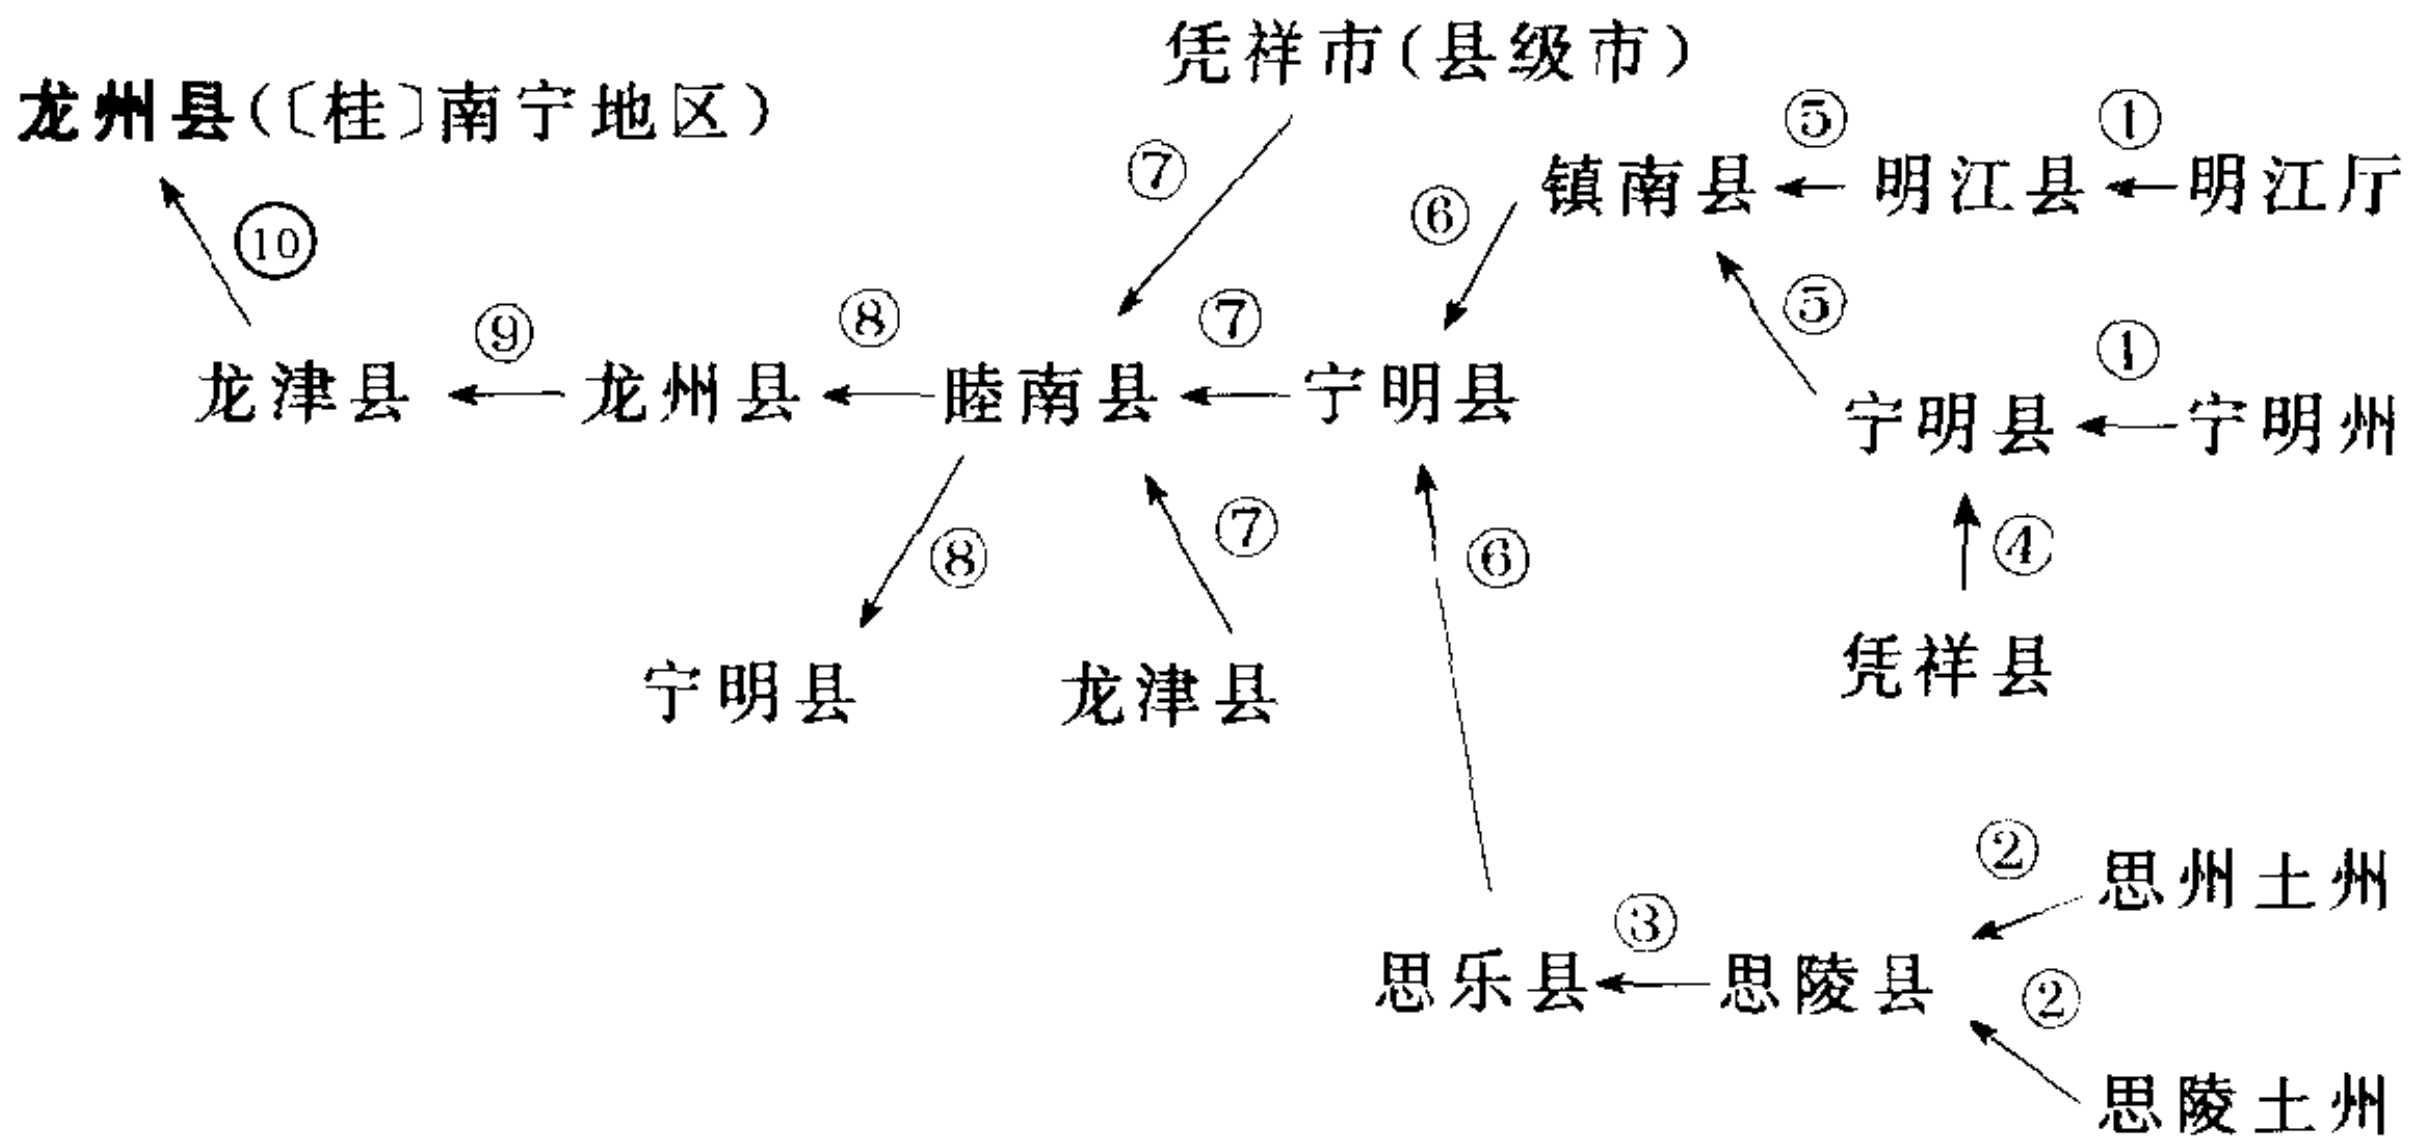 凭祥市(县级市)
龙州县(〔桂〕南宁地区)
⑤ ①
⑦
镇南县 明江县 明江厅
⑥
⑩
⑨ ⑧ ⑦ ⑤ ①
龙津县 龙州县 睦南县 宁明县 宁明县 宁明州
⑧ ⑦ ⑥ ④
宁明县 龙津县 凭祥县
② 思州土州
③
思乐县 思陵县 ②
思陵土州